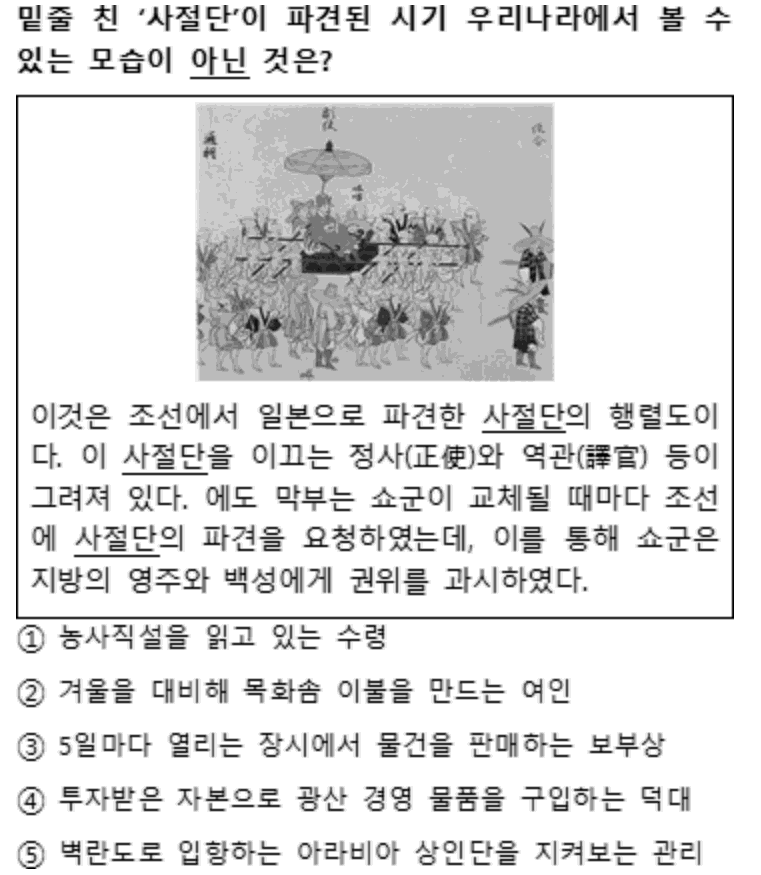 밑줄 친 ‘사절단’이 파견된 시기 우리나라에서 볼 수
있는 모습이 아닌 것은?
이것은 조선에서 일본으로 파견한 사절단의 행렬도이
다. 이 사절단을 이끄는 정사(正使)와 역관(譯官) 등이
그려져 있다. 에도 막부는 쇼군이 교체될 때마다 조선
에 사절단의 파견을 요청하였는데, 이를 통해 쇼군은
지방의 영주와 백성에게 권위를 과시하였다.
① 농사직설을 읽고 있는 수령
② 겨울을 대비해 목화솜 이불을 만드는 여인
③ 5일마다 열리는 장시에서 물건을 판매하는 보부상
④ 투자받은 자본으로 광산 경영 물품을 구입하는 덕대
⑤ 벽란도로 입항하는 아라비아 상인단을 지켜보는 관리